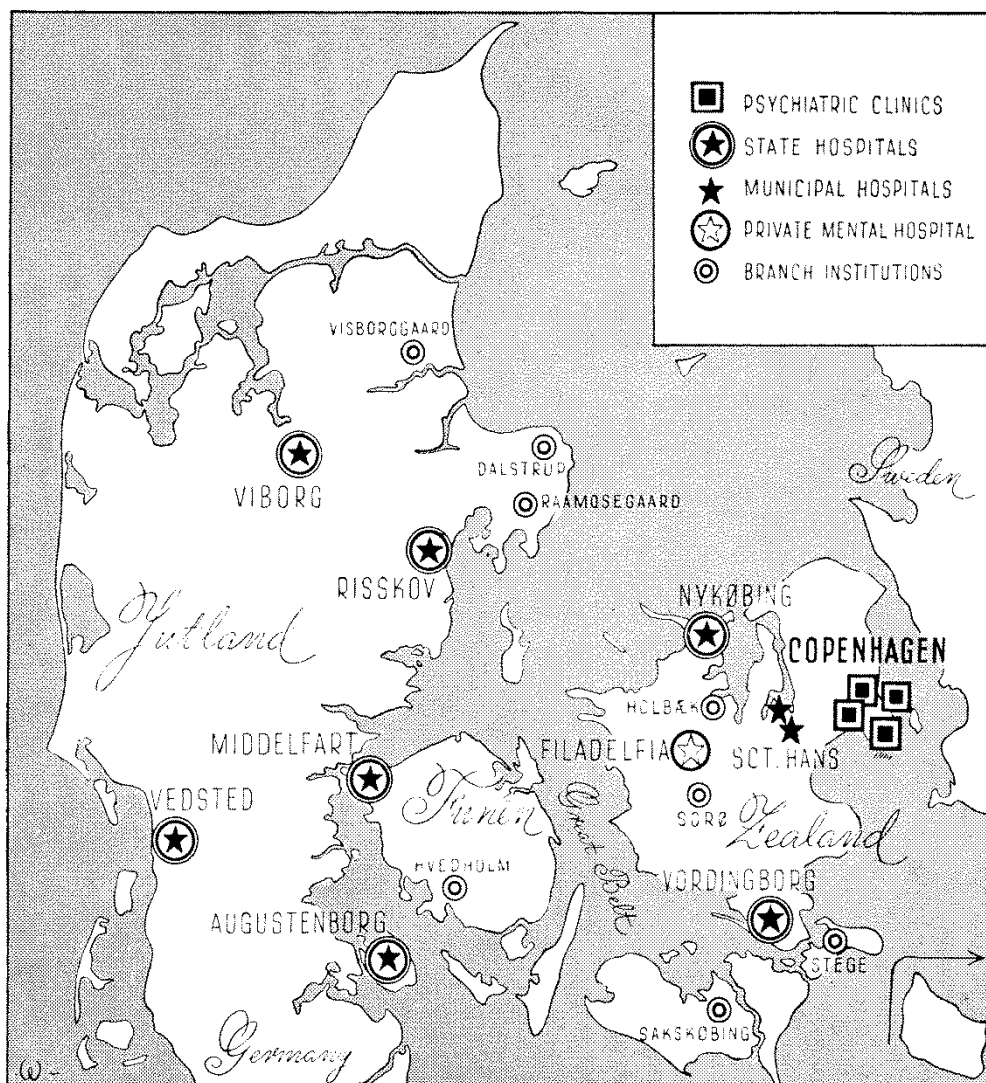 PSYCHIATRIC CLINICS
STATE HOSPITALS
MUNICIPAL HOSPITALS
PRIVATE MENTAL HOSPITAL
BRANCH INSTITUTIONS
VISBORGGAARD
DALSTRUP
Sweden
VIBORG
RAAMOSEGAARD
RISSKOV
NYKØBING
Jutland
COPENHAGEN
HOLBÆK
MIDDELFART
FILADELFIA
SCT. HANS
VEDSTED
Funen
Great Belt
SORØ
Zealand
HVEDHOLM
VORDINGBORG
AUGUSTENBORG
STEGE
SAKSKØBING
Germany
W-